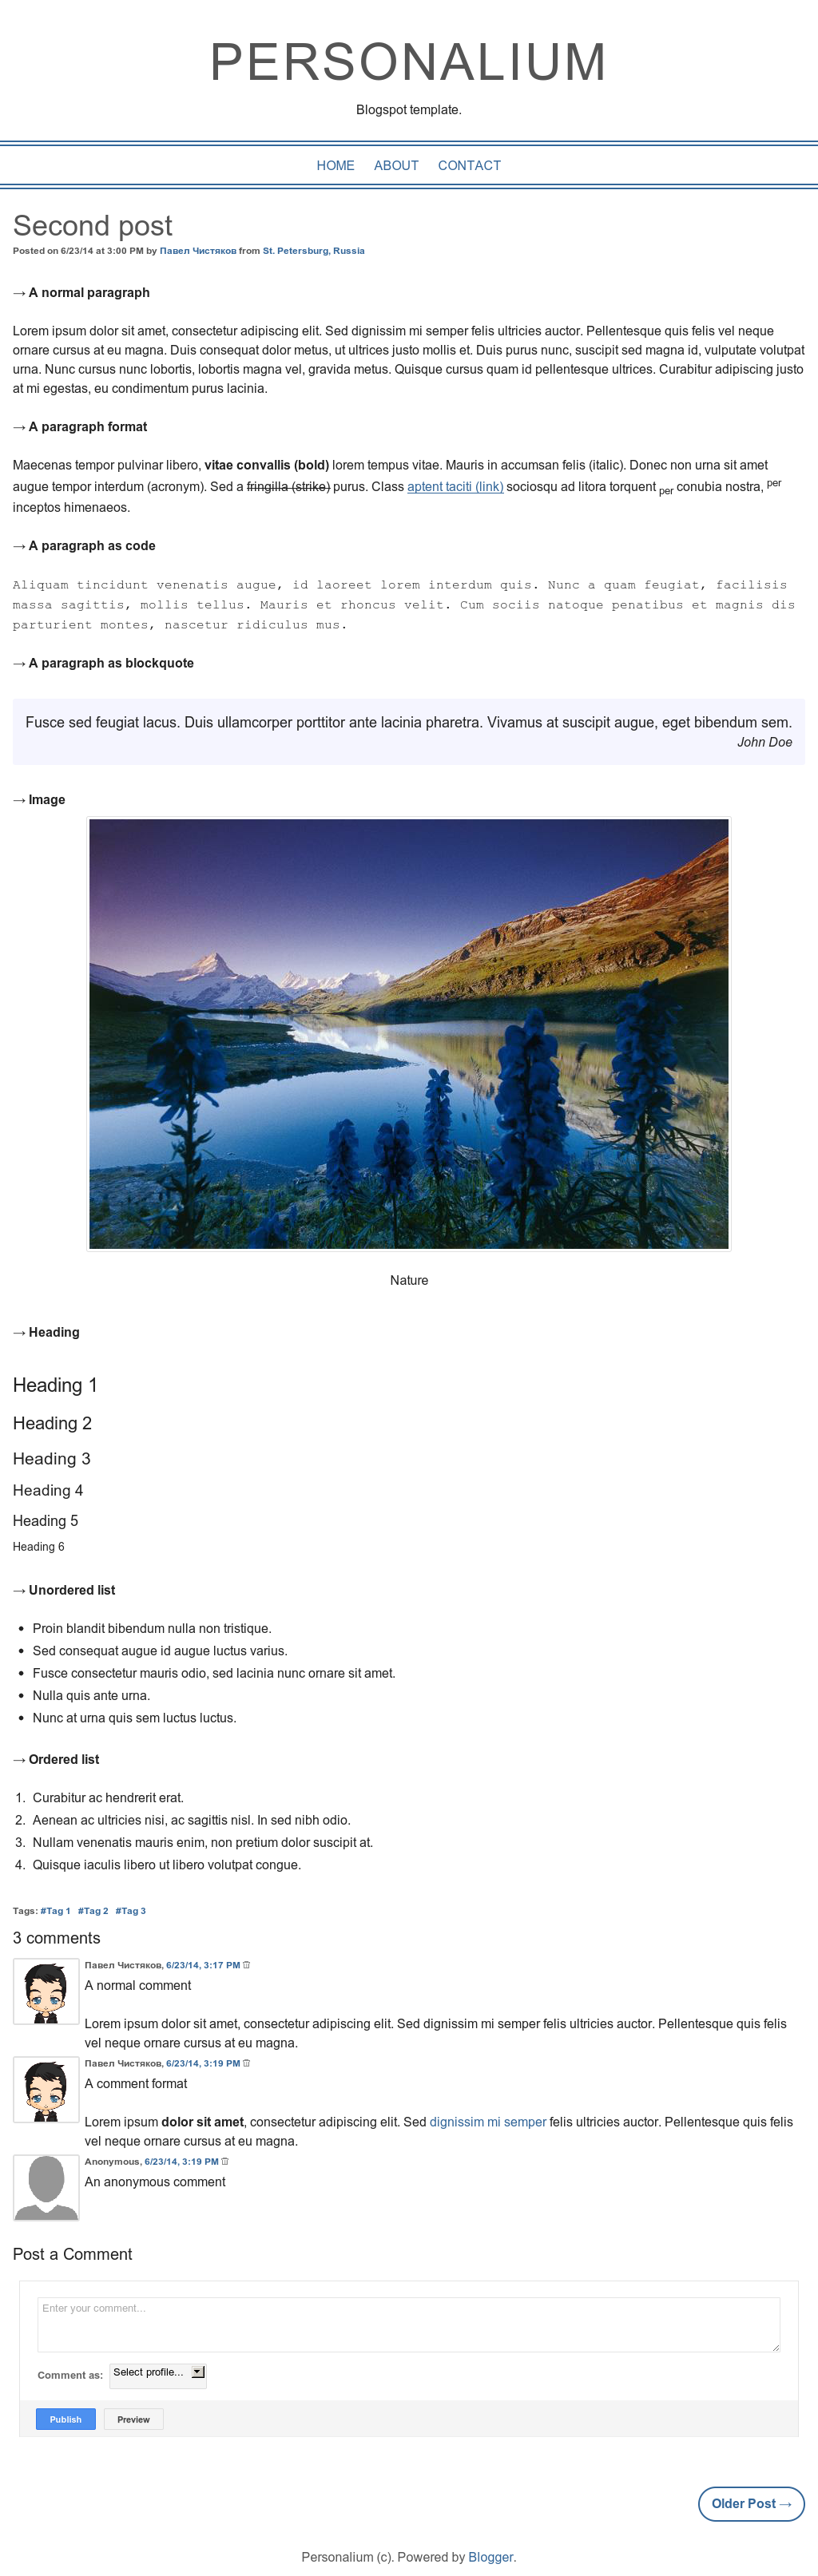 PERSONALIUM
Blogspot template.
HOME ABOUT CONTACT
Second post
Posted on 6/23/14 at 3:00 PM by Павел Чистяков from St. Petersburg, Russia
→ A normal paragraph
Lorem ipsum dolor sit amet, consectetur adipiscing elit. Sed dignissim mi semper felis ultricies auctor. Pellentesque quis felis vel neque
ornare cursus at eu magna. Duis consequat dolor metus, ut ultrices justo mollis et. Duis purus nunc, suscipit sed magna id, vulputate volutpat
urna. Nunc cursus nunc lobortis, lobortis magna vel, gravida metus. Quisque cursus quam id pellentesque ultrices. Curabitur adipiscing justo
at mi egestas, eu condimentum purus lacinia.
→ A paragraph format
Maecenas tempor pulvinar libero, vitae convallis (bold) lorem tempus vitae. Mauris in accumsan felis (italic). Donec non urna sit amet
augue tempor interdum (acronym). Sed a fringilla (strike) purus. Class aptent taciti (link) sociosqu ad litora torquent per conubia nostra, per
inceptos himenaeos.
→ A paragraph as code
Aliquam tincidunt venenatis augue, id laoreet lorem interdum quis. Nunc a quam feugiat, facilisis
massa sagittis, mollis tellus. Mauris et rhoncus velit. Cum sociis natoque penatibus et magnis dis
parturient montes, nascetur ridiculus mus.
→ A paragraph as blockquote
Fusce sed feugiat lacus. Duis ullamcorper porttitor ante lacinia pharetra. Vivamus at suscipit augue, eget bibendum sem.
John Doe
→ Image
Nature
→ Heading
Heading 1
Heading 2
Heading 3
Heading 4
Heading 5
Heading 6
→ Unordered list
• Proin blandit bibendum nulla non tristique.
• Sed consequat augue id augue luctus varius.
• Fusce consectetur mauris odio, sed lacinia nunc ornare sit amet.
• Nulla quis ante urna.
• Nunc at urna quis sem luctus luctus.
→ Ordered list
1. Curabitur ac hendrerit erat.
2. Aenean ac ultricies nisi, ac sagittis nisl. In sed nibh odio.
3. Nullam venenatis mauris enim, non pretium dolor suscipit at.
4. Quisque iaculis libero ut libero volutpat congue.
Tags: #Tag 1 #Tag 2 #Tag 3
3 comments
Павел Чистяков, 6/23/14, 3:17 PM
A normal comment
Lorem ipsum dolor sit amet, consectetur adipiscing elit. Sed dignissim mi semper felis ultricies auctor. Pellentesque quis felis
vel neque ornare cursus at eu magna.
Павел Чистяков, 6/23/14, 3:19 PM
A comment format
Lorem ipsum dolor sit amet, consectetur adipiscing elit. Sed dignissim mi semper felis ultricies auctor. Pellentesque quis felis
vel neque ornare cursus at eu magna.
Anonymous, 6/23/14, 3:19 PM
An anonymous comment
Post a Comment
Enter your comment...
Comment as: Select profile...
Publish Preview
Older Post →
Personalium (c). Powered by Blogger.